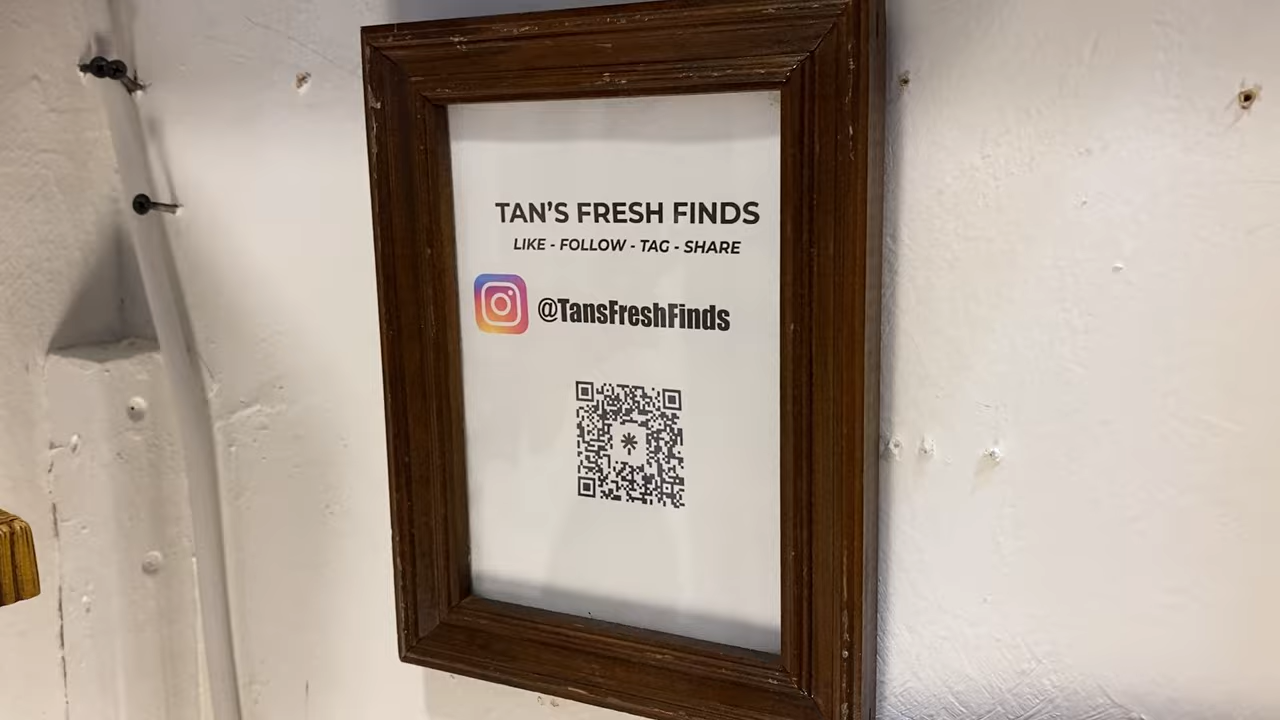 TAN'S FRESH FINDS
LIKE - FOLLOW - TAG - SHARE
@TansFreshFinds